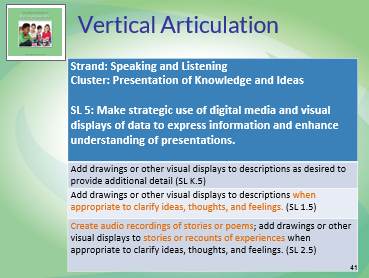 Vertical Articulation
Strand: Speaking and Listening
Cluster: Presentation of Knowledge and Ideas
SL 5: Make strategic use of digital media and visual
displays of data to express information and enhance
understanding of presentations.
Add drawings or other visual displays to descriptions as desired to
provide additional detail (SL K.5)
Add drawings or other visual displays to descriptions when
appropriate to clarify ideas, thoughts, and feelings. (SL 1.5)
Create audio recordings of stories or poems; add drawings or other
visual displays to stories or recounts of experiences when
appropriate to clarify ideas, thoughts, and feelings. (SL 2.5)
41